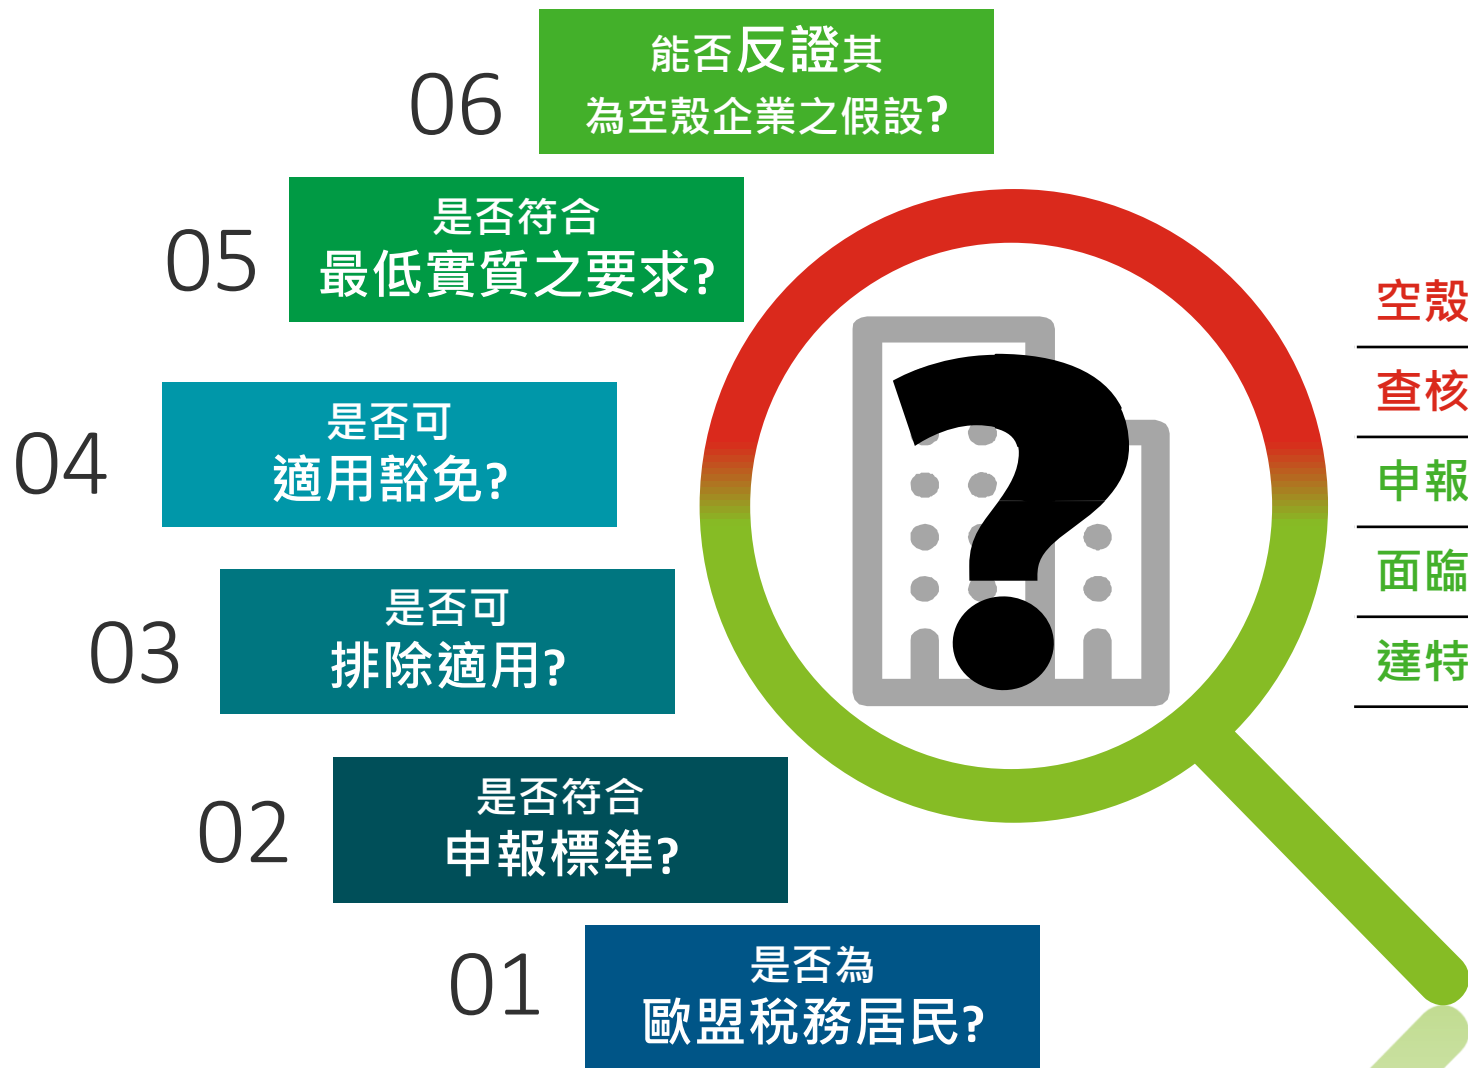 06
能否反證其
為空殼企業之假設?
05
是否符合
最低實質之要求?
04
是否可
適用豁免?
03
是否可
排除適用?
02
是否符合
申報標準?
01
是否為
歐盟稅務居民?
空殼
查核
申報
面臨
達特